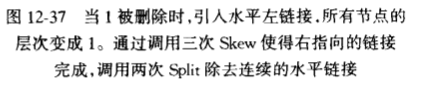 图 12-37 当 1 被删除时,引入水平左链接.所有节点的
层次变成 1。通过调用三次 Skew 使得右指向的链接
完成,调用两次 Split 除去连续的水平链接